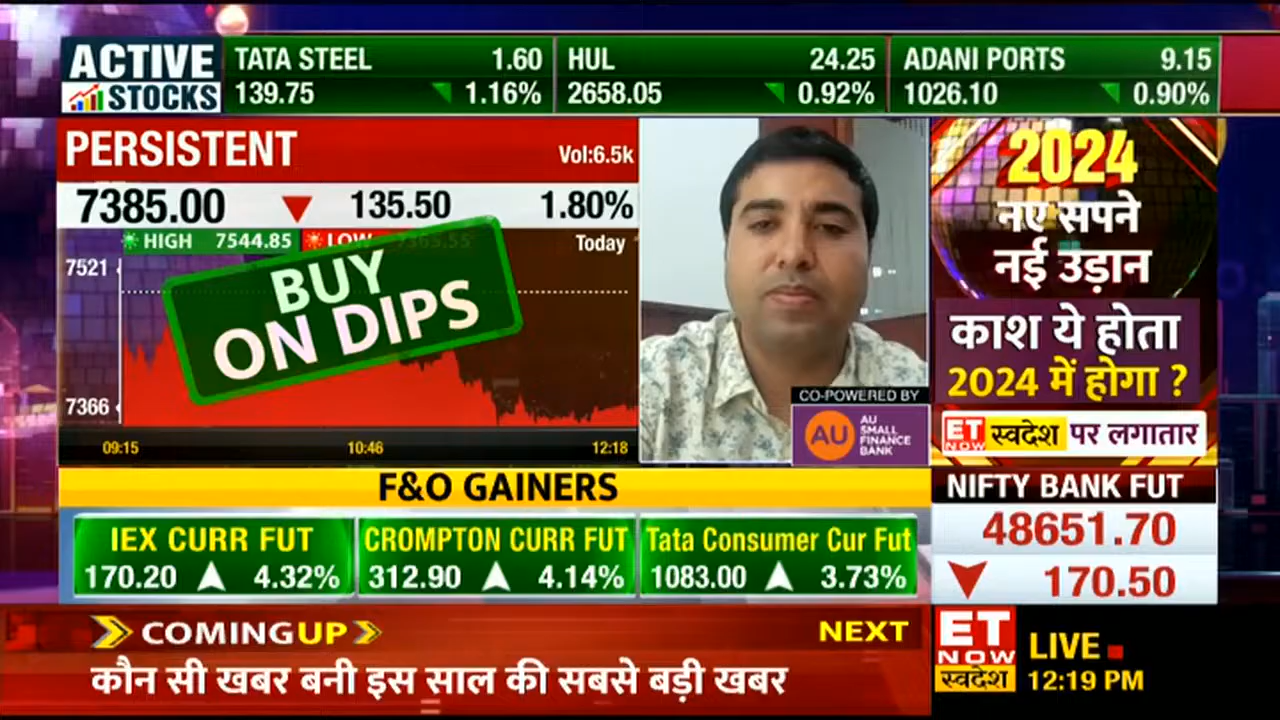 ACTIVE
STOCKS
TATA STEEL 1.60
139.75 1.16%
HUL 24.25
2658.05 0.92%
ADANI PORTS 9.15
1026.10 0.90%
PERSISTENT Vol:6.5k
7385.00 135.50 1.80%
HIGH 7544.85 LOW
Today
7521
7366
09:15 10:46 12:18
BUY
ON DIPS
CO-POWERED BY
AU
AU
SMALL
FINANCE
BANK
2024
नए सपने
नई उड़ान
काश ये होता
2024 में होगा ?
ET
NOW
स्वदेश पर लगातार
F&O GAINERS
IEX CURR FUT
170.20 4.32%
CROMPTON CURR FUT
312.90 4.14%
Tata Consumer Cur Fut
1083.00 3.73%
NIFTY BANK FUT
48651.70
170.50
COMING UP NEXT
कौन सी खबर बनी इस साल की सबसे बड़ी खबर
ET
NOW
स्वदेश
LIVE
12:19 PM